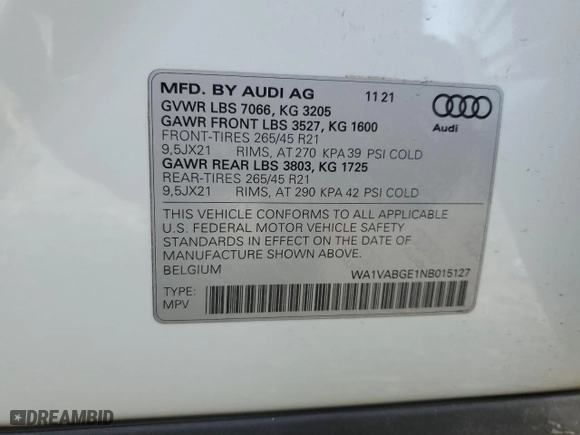 MFD. BY AUDI AG 11 21
GVWR LBS 7066, KG 3205
GAWR FRONT LBS 3527, KG 1600
FRONT-TIRES 265/45 R21
9,5JX21 RIMS, AT 270 KPA 39 PSI COLD
GAWR REAR LBS 3803, KG 1725
REAR-TIRES 265/45 R21
9,5JX21 RIMS, AT 290 KPA 42 PSI COLD
Audi
THIS VEHICLE CONFORMS TO ALL APPLICABLE
U.S. FEDERAL MOTOR VEHICLE SAFETY
STANDARDS IN EFFECT ON THE DATE OF
MANUFACTURE SHOWN ABOVE.
BELGIUM WA1VABGE1NB015127
TYPE:
MPV
DREAMBID